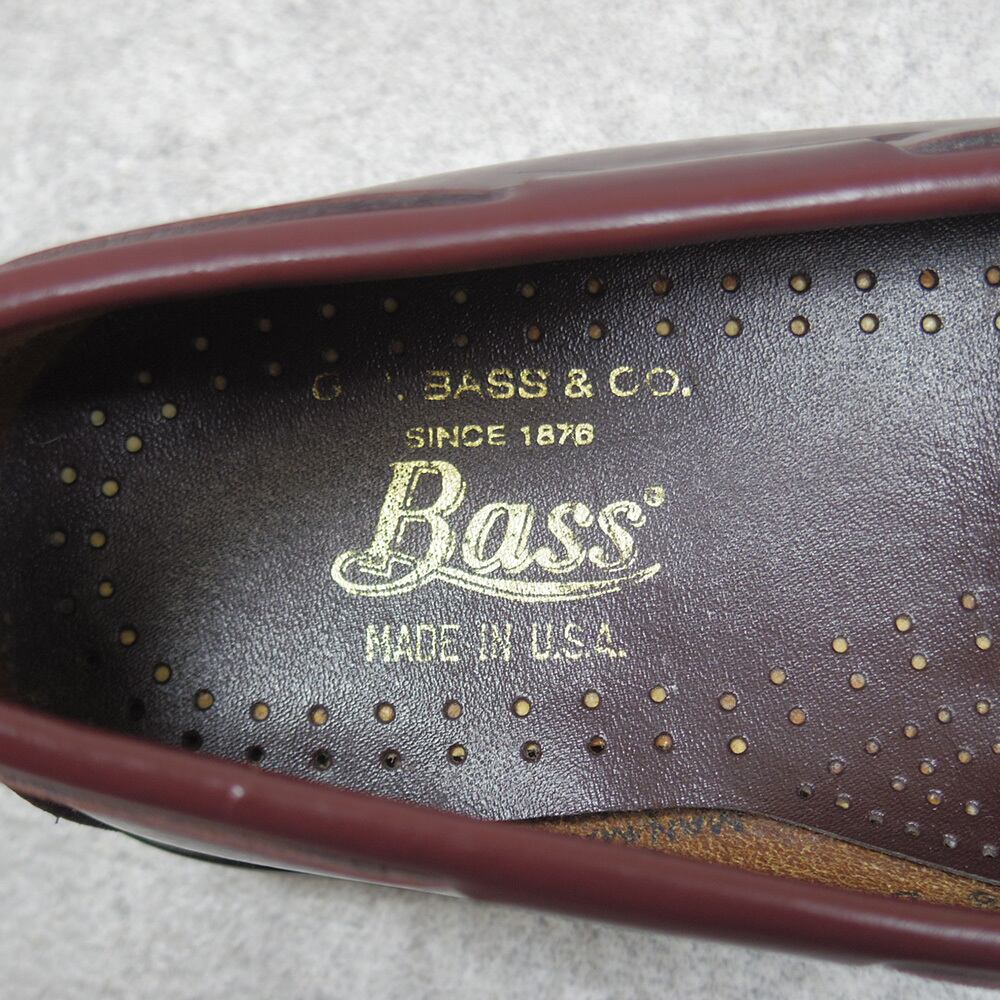 G. BASS & CO.
SINCE 1876
Bass®
MADE IN U.S.A.